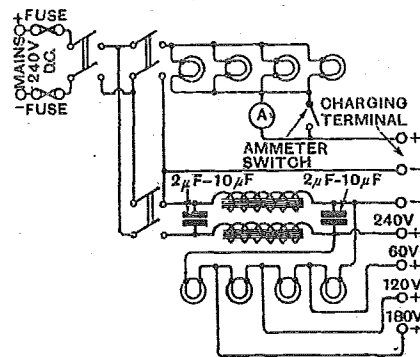 + FUSE
MAINS
240V
D.C.
- FUSE
A
CHARGING
TERMINAL
AMMETER
SWITCH
+
-
2µF-10µF
2µF-10µF
-
240V
+
60V
+
120V
+
180V
+